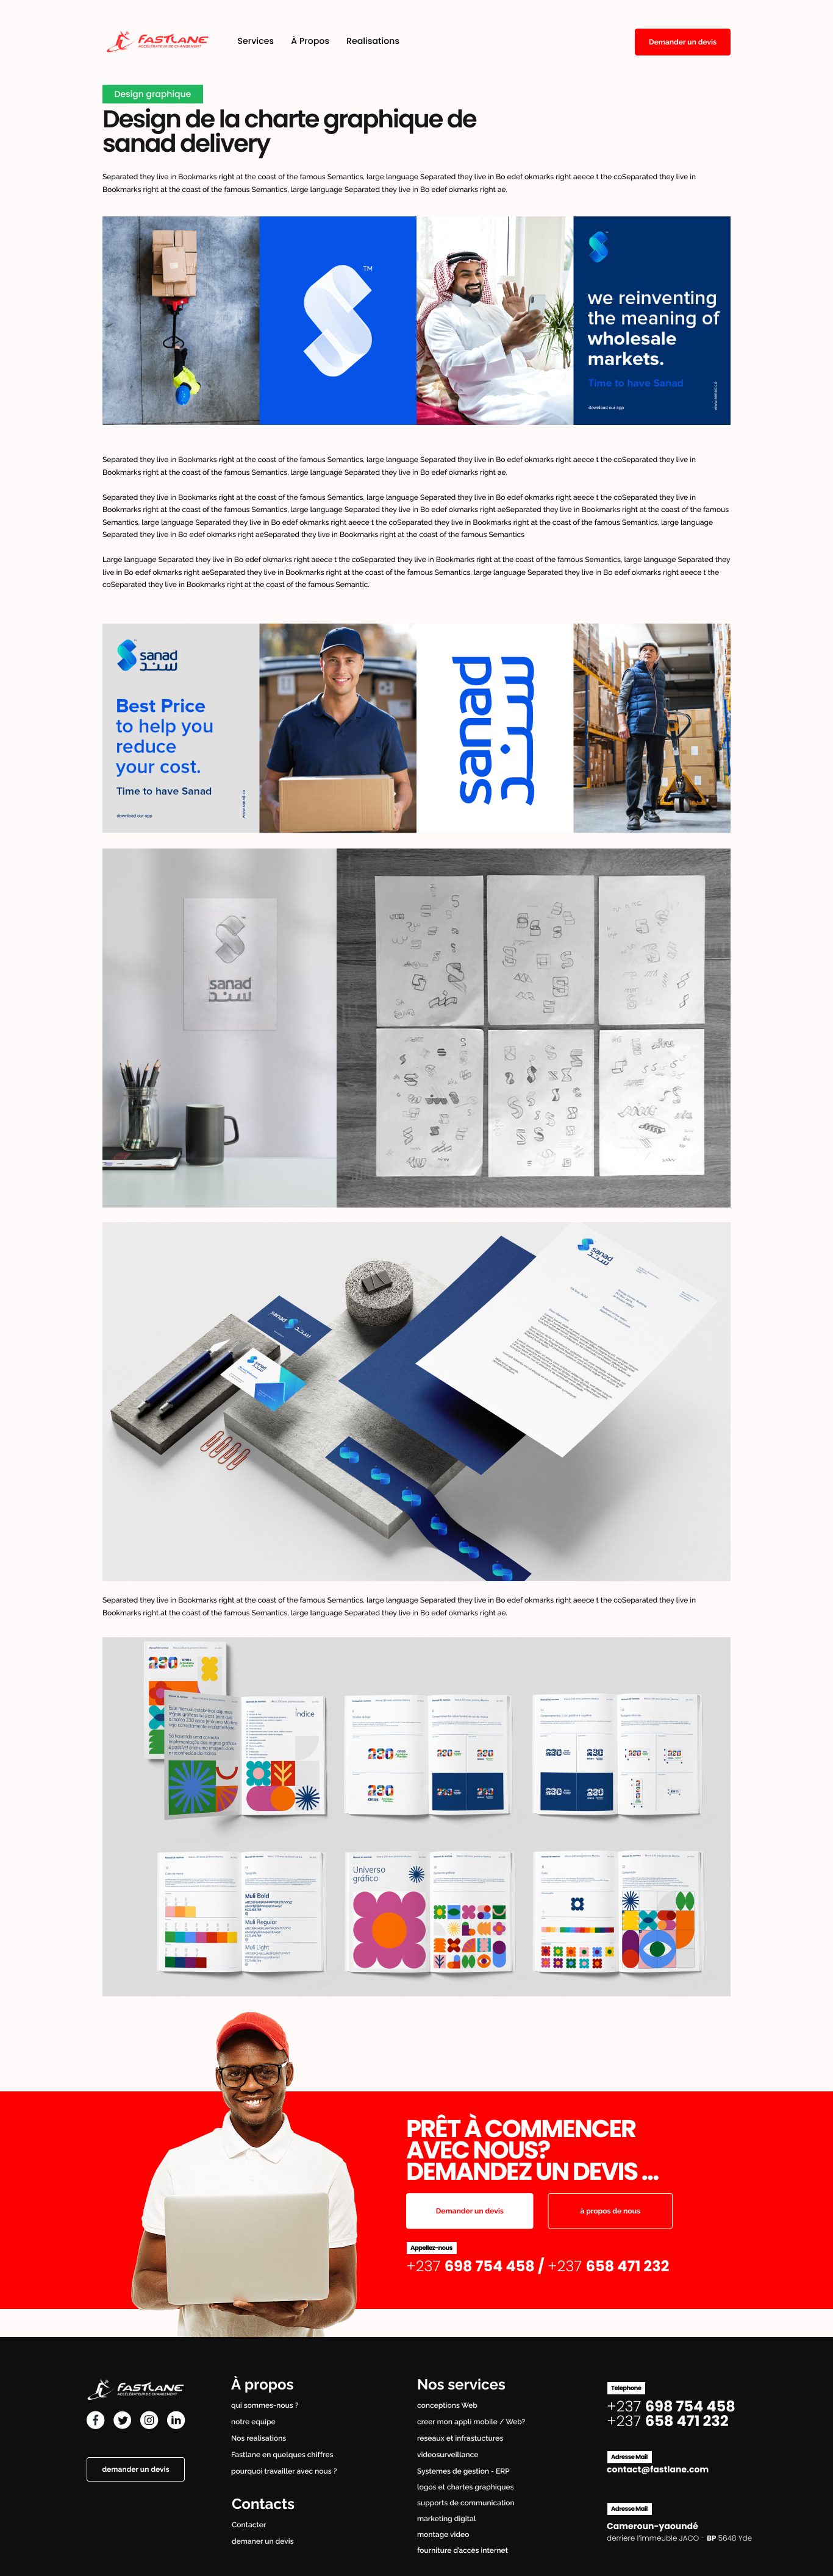 FASTLANE
ACCÉLÉRATEUR DE CHANGEMENT
Services
À Propos
Realisations
Demander un devis
Design graphique
Design de la charte graphique de
sanad delivery
Separated they live in Bookmarks right at the coast of the famous Semantics, large language Separated they live in Bo edef okmarks right aeece t the coSeparated they live in
Bookmarks right at the coast of the famous Semantics, large language Separated they live in Bo edef okmarks right ae.
TM
we reinventing
the meaning of
wholesale
markets.
Time to have Sanad
download our app
www.sanad.co
Separated they live in Bookmarks right at the coast of the famous Semantics, large language Separated they live in Bo edef okmarks right aeece t the coSeparated they live in
Bookmarks right at the coast of the famous Semantics, large language Separated they live in Bo edef okmarks right ae.
Separated they live in Bookmarks right at the coast of the famous Semantics, large language Separated they live in Bo edef okmarks right aeece t the coSeparated they live in
Bookmarks right at the coast of the famous Semantics, large language Separated they live in Bo edef okmarks right aeSeparated they live in Bookmarks right at the coast of the famous
Semantics, large language Separated they live in Bo edef okmarks right aeece t the coSeparated they live in Bookmarks right at the coast of the famous Semantics, large language
Separated they live in Bo edef okmarks right aeSeparated they live in Bookmarks right at the coast of the famous Semantics
Large language Separated they live in Bo edef okmarks right aeece t the coSeparated they live in Bookmarks right at the coast of the famous Semantics, large language Separated they
live in Bo edef okmarks right aeSeparated they live in Bookmarks right at the coast of the famous Semantics, large language Separated they live in Bo edef okmarks right aeece t the
coSeparated they live in Bookmarks right at the coast of the famous Semantic.
sanad
سند
Best Price
to help you
reduce
your cost.
Time to have Sanad
download our app
www.sanad.co
sanad
سند
sanad
سند
sanad
سند
sanad
سند
sanad
Separated they live in Bookmarks right at the coast of the famous Semantics, large language Separated they live in Bo edef okmarks right aeece t the coSeparated they live in
Bookmarks right at the coast of the famous Semantics, large language Separated they live in Bo edef okmarks right ae.
230
anos
Índice
230
230
230
230
anos
230
230
230
230
230
230
Muli Bold
Muli Regular
Muli Light
Universo
gráfico
PRÊT À COMMENCER
AVEC NOUS?
DEMANDEZ UN DEVIS ...
Demander un devis
à propos de nous
Appellez-nous
+237 698 754 458 / +237 658 471 232
FASTLANE
ACCÉLÉRATEUR DE CHANGEMENT
demander un devis
À propos
qui sommes-nous ?
notre equipe
Nos realisations
Fastlane en quelques chiffres
pourquoi travailler avec nous ?
Contacts
Contacter
demaner un devis
Nos services
conceptions Web
creer mon appli mobile / Web?
reseaux et infrastuctures
videosurveillance
Systemes de gestion - ERP
logos et chartes graphiques
supports de communication
marketing digital
montage video
fourniture d'accès internet
Telephone
+237 698 754 458
+237 658 471 232
Adresse Mail
contact@fastlane.com
Adresse Mail
Cameroun-yaoundé
derriere l'immeuble JACO - BP 5648 Yde